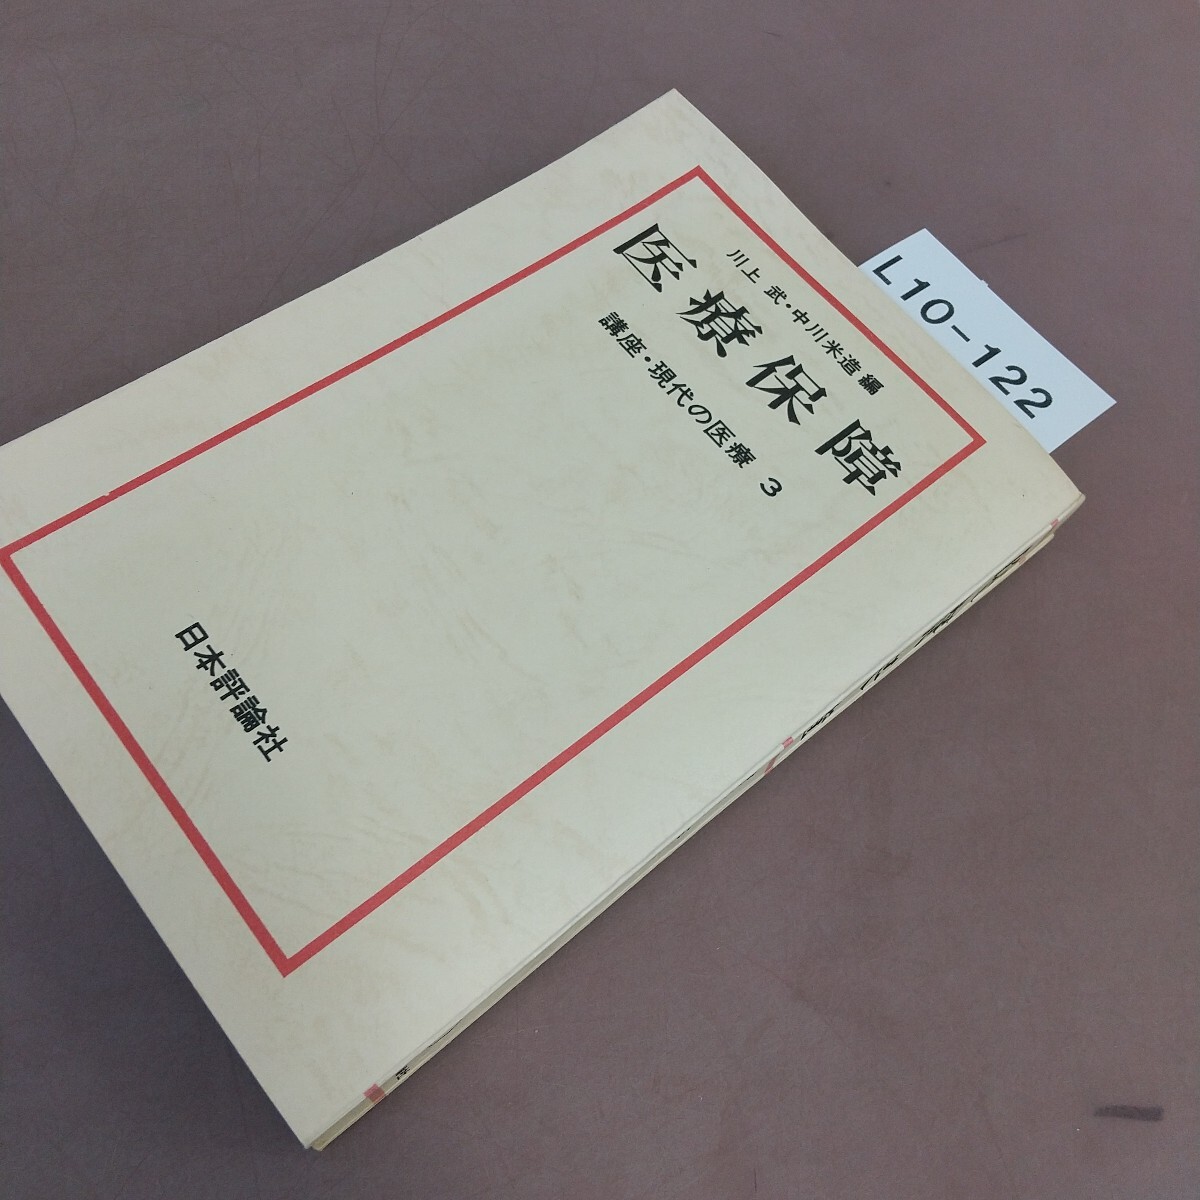 川上 武・中川米造 編
医療保障
講座・現代の医療 3
日本評論社
L10-122